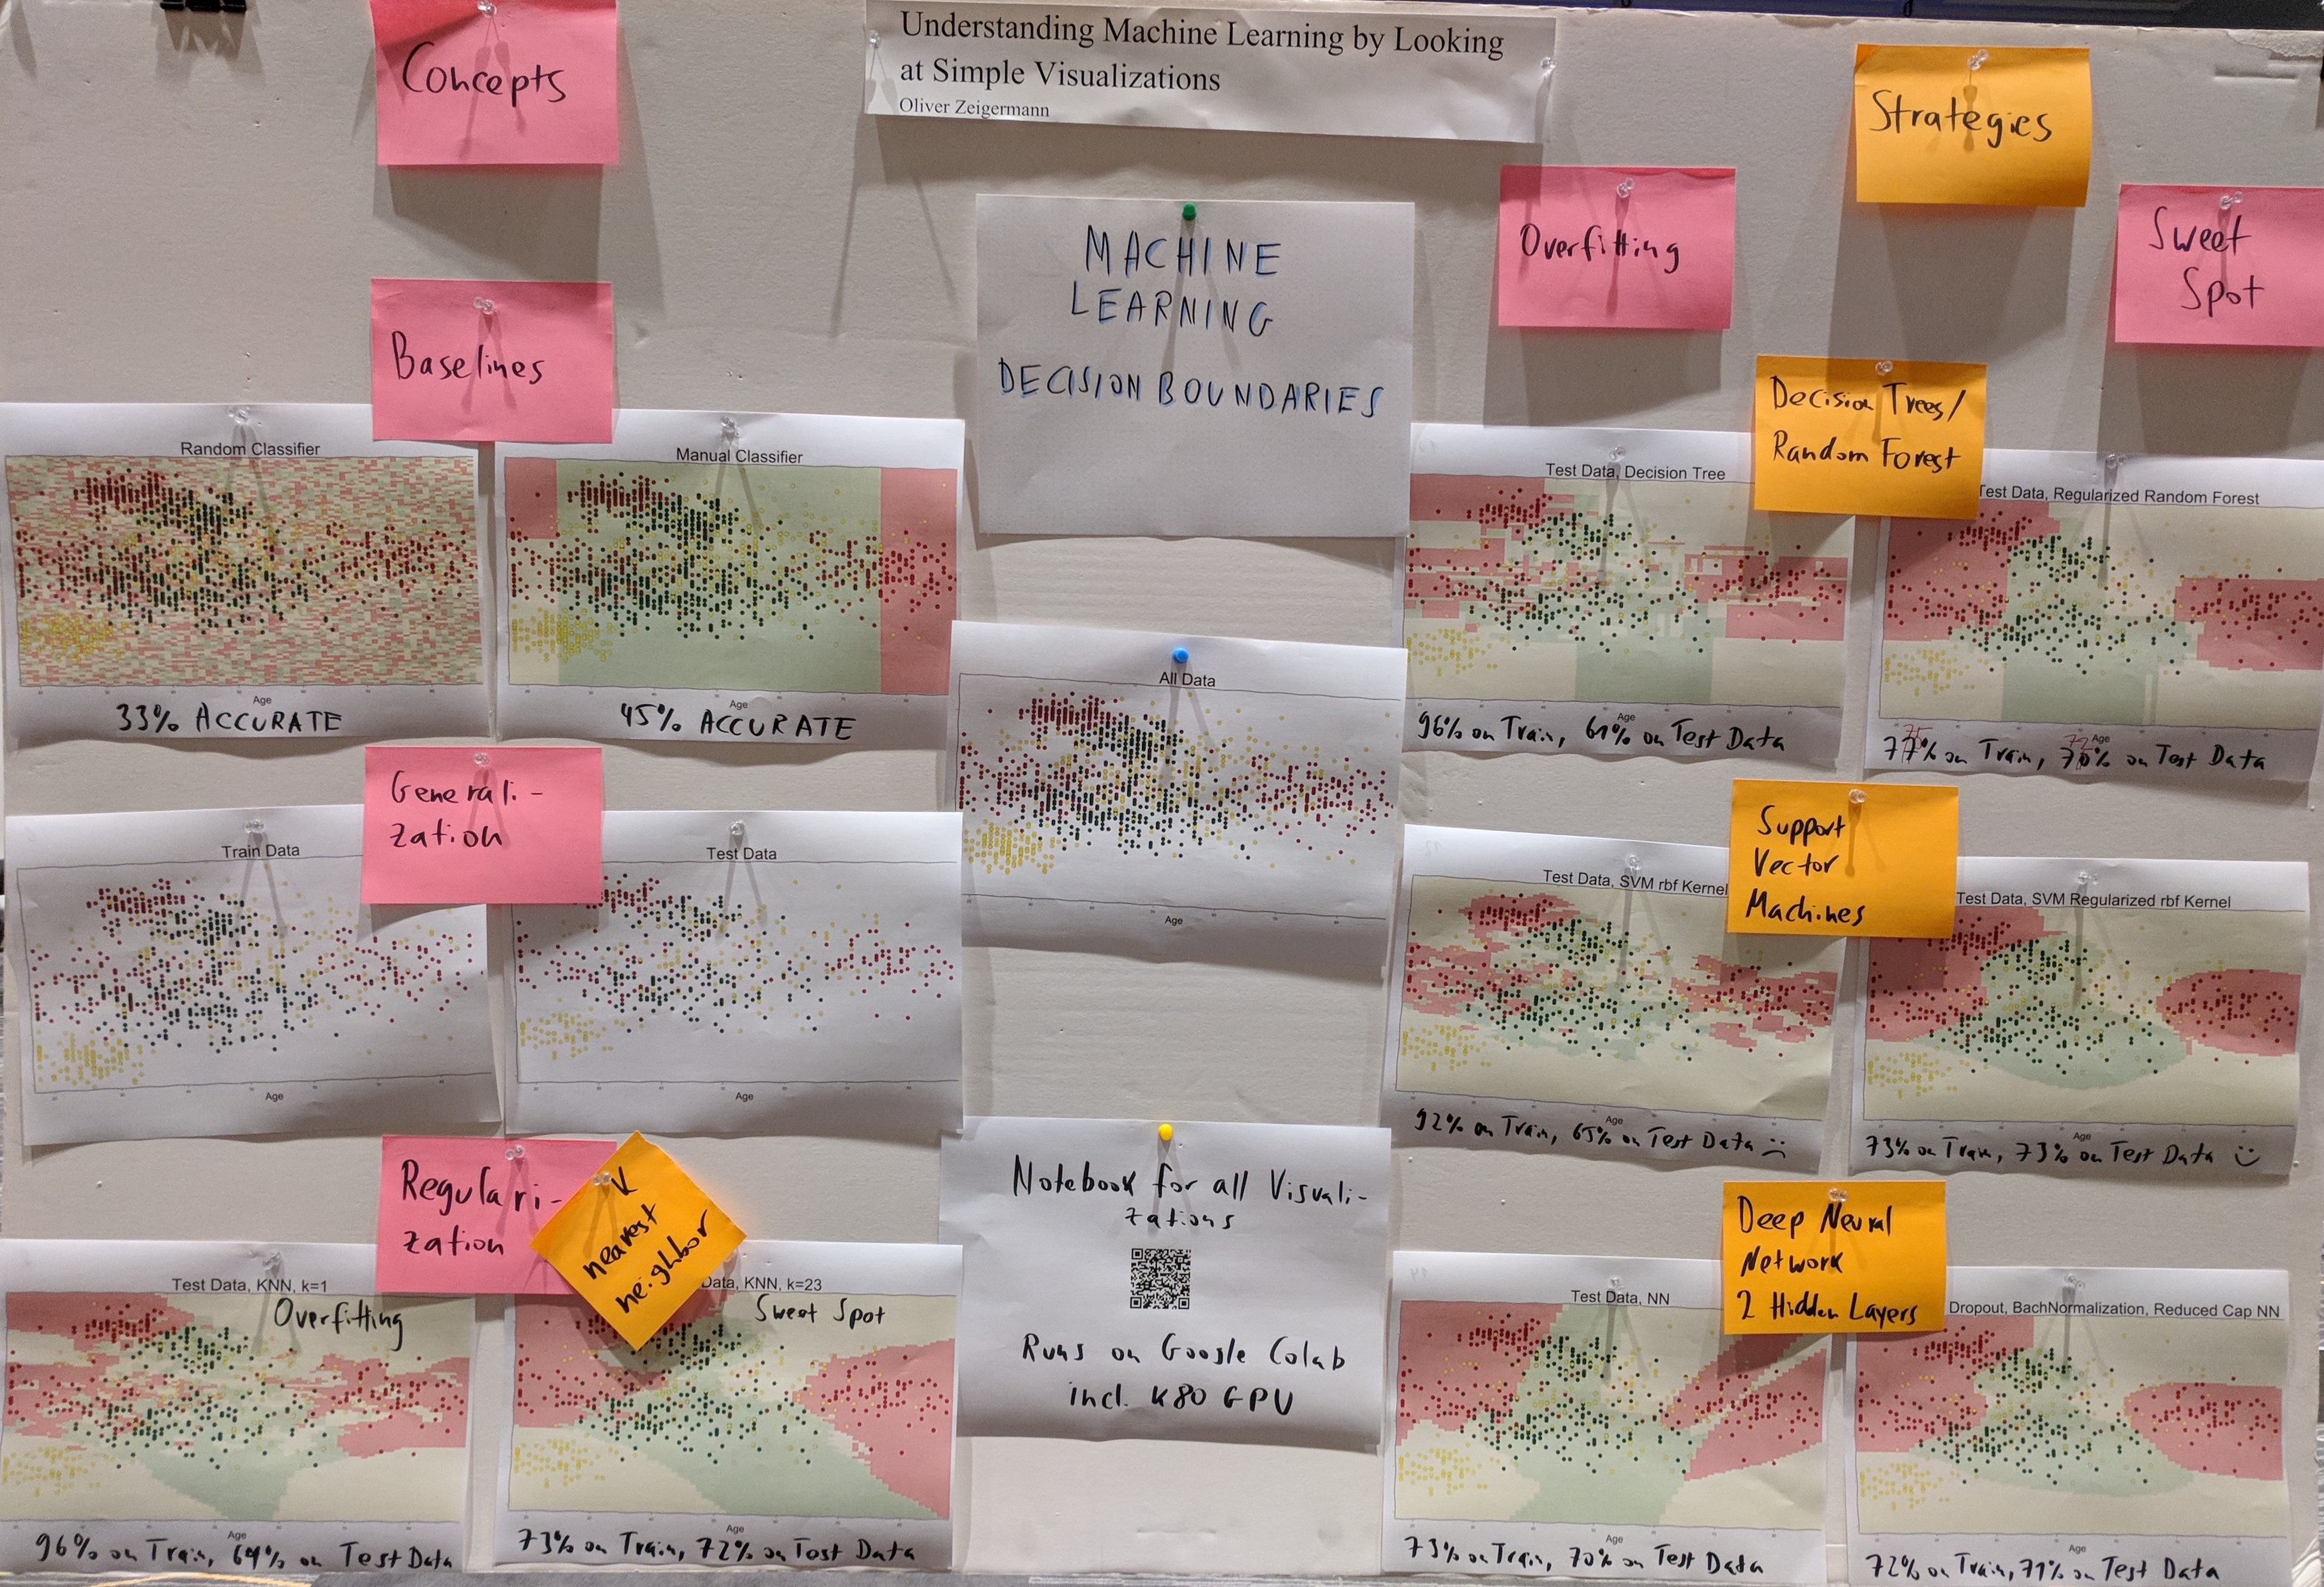 Understanding Machine Learning by Looking
at Simple Visualizations
Oliver Zeigermann
Concepts
Strategies
MACHINE
LEARNING
DECISION BOUNDARIES
Overfitting
Sweet
Spot
Baselines
Random Classifier
Age
33% ACCURATE
Manual Classifier
Age
45% ACCURATE
Generali-
zation
Train Data
Age
Test Data
Age
Regulari-
zation
K
nearest
neighbor
Test Data, KNN, k=1
Overfitting
Age
96% on Train, 64% on Test Data
Data, KNN, k=23
Sweet Spot
Age
73% on Train, 72% on Test Data
All Data
Age
Notebook for all Visuali-
zations
Runs on Google Colab
incl. K80 GPU
Decision Trees/
Random Forest
Test Data, Decision Tree
Age
96% on Train, on Test Data
Test Data, Regularized Random Forest
Age
on Train, on Test Data
Support
Vector
Machines
Test Data, SVM rbf Kernel
Age
92% on Train, 65% on Test Data
Test Data, SVM Regularized rbf Kernel
Age
73% on Train, 73% on Test Data
Deep Neural
Network
2 Hidden Layers
Test Data, NN
Age
73% on Train, 70% on Test Data
Dropout, BachNormalization, Reduced Cap NN
Age
72% on Train, 71% on Test Data